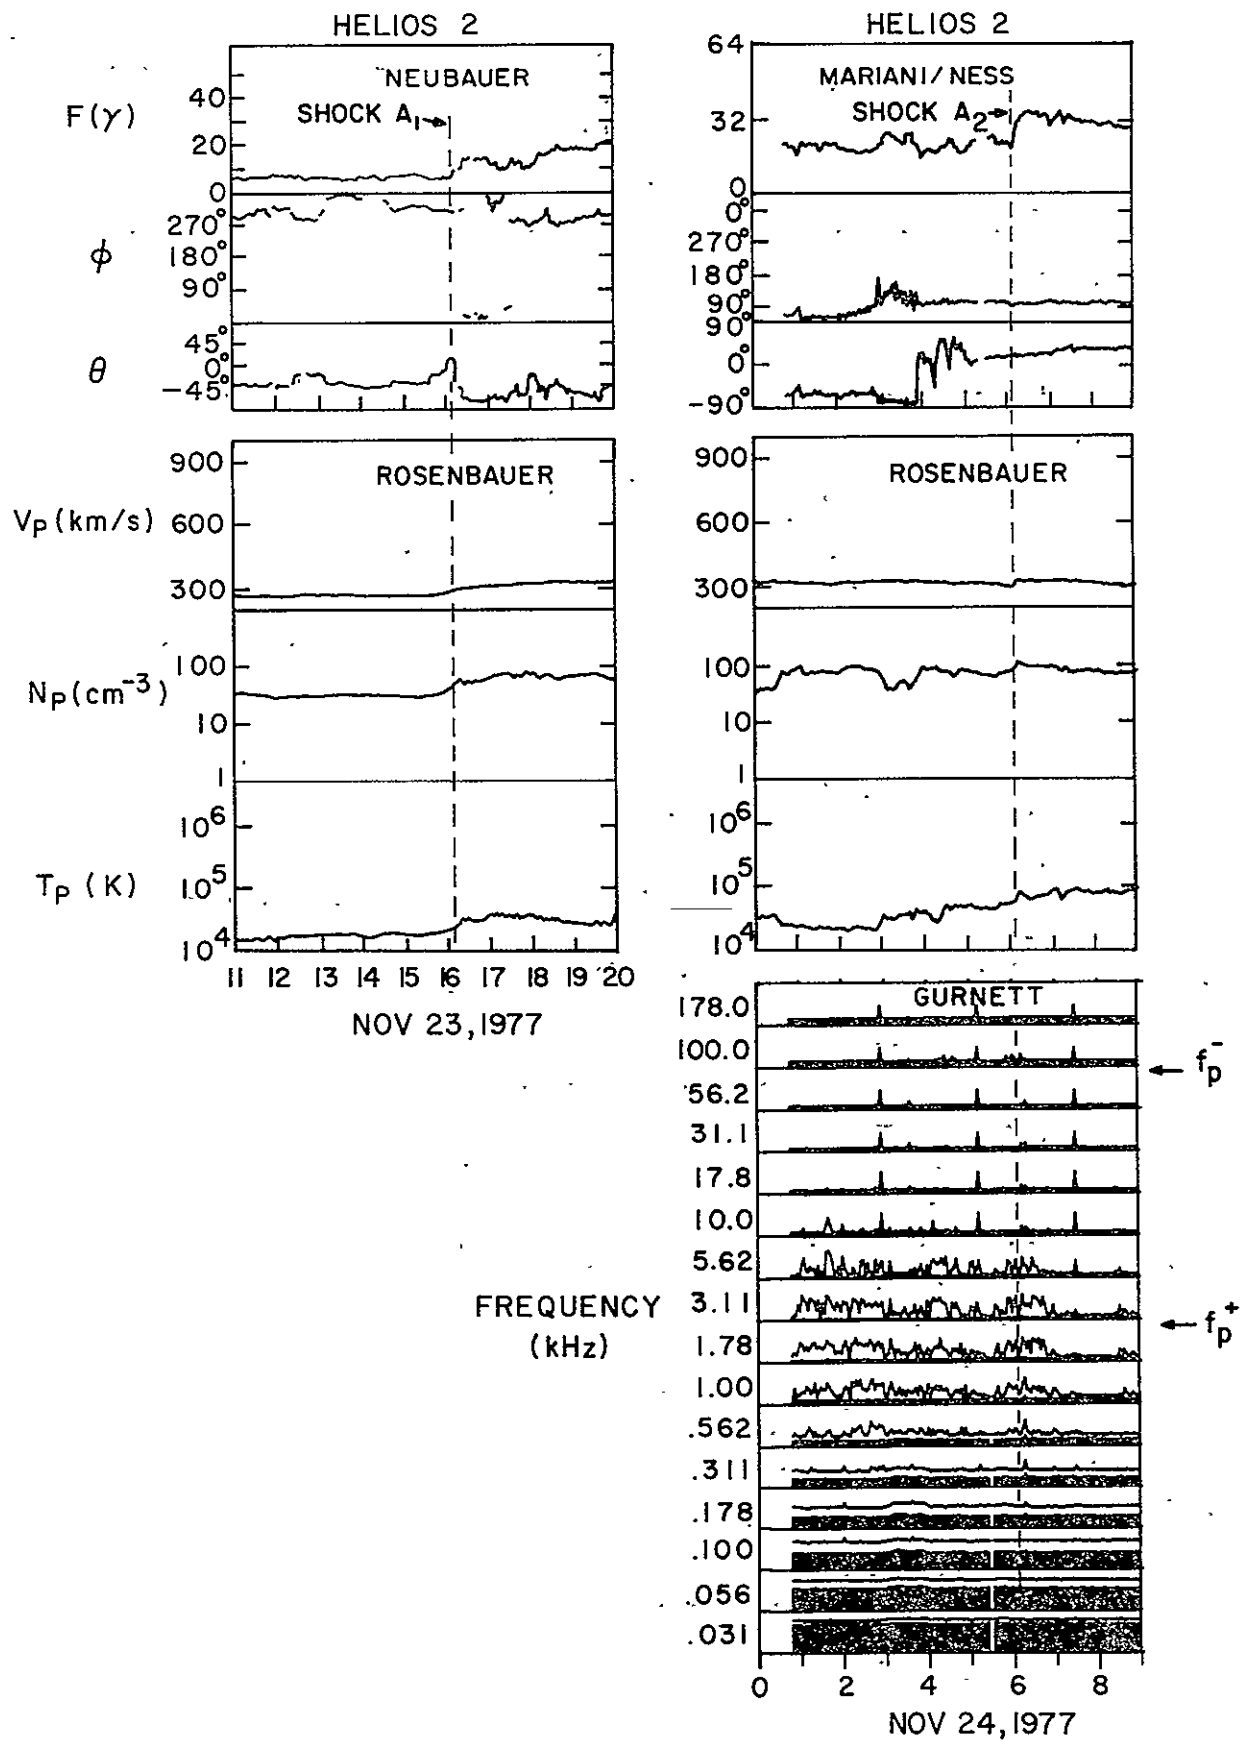 HELIOS 2
HELIOS 2
NEUBAUER
SHOCK A1
F(γ)
40
20
0
MARIANI/NESS
SHOCK A2
64
32
0
φ
270°
180°
90°
0°
270°
180°
90°
θ
45°
0°
-45°
90°
0°
-90°
ROSENBAUER
ROSENBAUER
VP (km/s)
900
600
300
900
600
300
NP (cm-3)
100
10
1
100
10
1
TP (K)
10^6
10^5
10^4
10^6
10^5
10^4
11 12 13 14 15 16 17 18 19 20
NOV 23, 1977
GURNETT
178.0
100.0
fp-
56.2
31.1
17.8
10.0
5.62
FREQUENCY
(kHz)
3.11
fp+
1.78
1.00
.562
.311
.178
.100
.056
.031
0 2 4 6 8
NOV 24, 1977